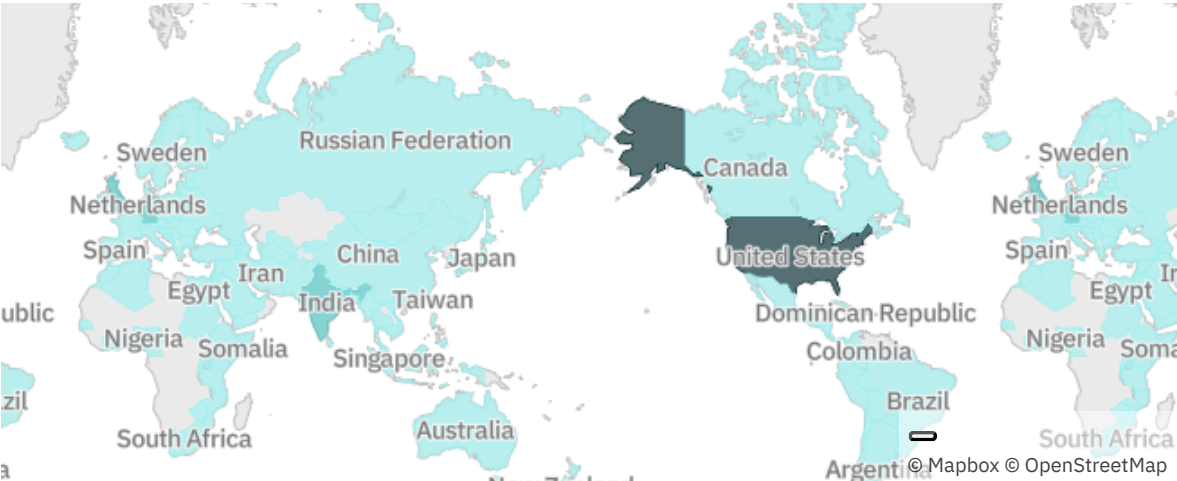 Sweden
Russian Federation
Canada
Sweden
Netherlands
Netherlands
Spain
China
Japan
United States
Spain
Iran
India
Egypt
Taiwan
Egypt
ublic
Dominican Republic
Nigeria
Somalia
Singapore
Colombia
Nigeria
Soma
zil
Brazil
South Africa
Australia
South Africa
Argentina
© Mapbox © OpenStreetMap